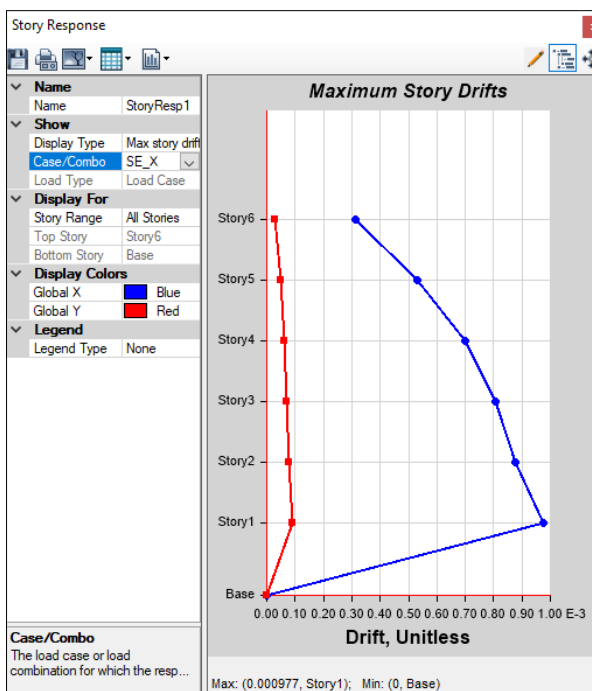 Story Response
Name
Name StoryResp1
Show
Display Type Max story drift
Case/Combo SE_X
Load Type Load Case
Display For
Story Range All Stories
Top Story Story6
Bottom Story Base
Display Colors
Global X Blue
Global Y Red
Legend
Legend Type None
Case/Combo
The load case or load
combination for which the resp...
Maximum Story Drifts
Story6
Story5
Story4
Story3
Story2
Story1
Base
0.00 0.10 0.20 0.30 0.40 0.50 0.60 0.70 0.80 0.90 1.00 E-3
Drift, Unitless
Max: (0.000977, Story1); Min: (0, Base)